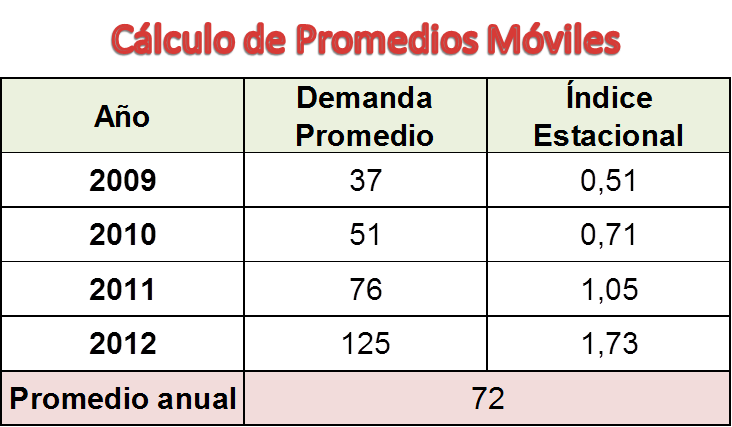 Cálculo de Promedios Móviles
Año Demanda Promedio Índice Estacional
2009 37 0,51
2010 51 0,71
2011 76 1,05
2012 125 1,73
Promedio anual 72